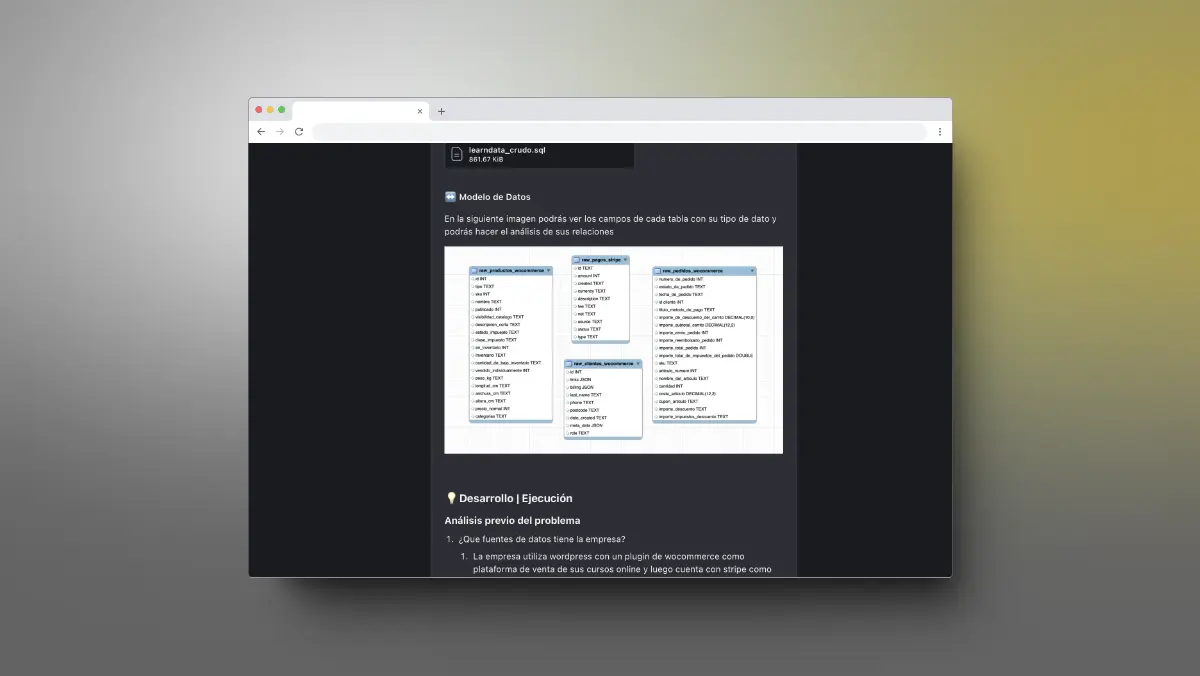 learndata_crudo.sql
861.67 KiB
Modelo de Datos
En la siguiente imagen podrás ver los campos de cada tabla con su tipo de dato y
podrás hacer el análisis de sus relaciones
raw_productos_wocommerce
id INT
tipo TEXT
sku INT
nombre TEXT
publicado INT
visibilidad_catalogo TEXT
descripcion_corta TEXT
estado_impuesto TEXT
clase_impuesto TEXT
en_inventario INT
inventario TEXT
cantidad_de_bajo_inventario TEXT
vendido_individualmente INT
peso_kg TEXT
longitud_cm TEXT
anchura_cm TEXT
altura_cm TEXT
precio_normal INT
categorias TEXT
raw_pagos_stripe
id TEXT
amount INT
created TEXT
currency TEXT
description TEXT
fee TEXT
net TEXT
source TEXT
status TEXT
type TEXT
raw_clientes_wocommerce
id INT
links JSON
billing JSON
last_name TEXT
phone TEXT
postcode TEXT
date_created TEXT
meta_data JSON
role TEXT
raw_pedidos_wocommerce
numero_de_pedido INT
estado_de_pedido TEXT
fecha_de_pedido TEXT
id cliente INT
titulo_metodo_de_pago TEXT
importe_de_descuento_del_carrito DECIMAL(10,0)
importe_subtotal_carrito DECIMAL(12,2)
importe_envio_pedido INT
importe_reembolsado_pedido INT
importe_total_pedido INT
importe_total_de_impuestos_del_pedido DOUBLE
sku TEXT
articulo_numero INT
nombre_del_articulo TEXT
cantidad INT
costo_articulo DECIMAL(12,2)
cupon_articulo TEXT
importe_descuento TEXT
importe_impuestos_descuento TEXT
Desarrollo | Ejecución
Análisis previo del problema
1. ¿Que fuentes de datos tiene la empresa?
1. La empresa utiliza wordpress con un plugin de wocommerce como
plataforma de venta de sus cursos online y luego cuenta con stripe como